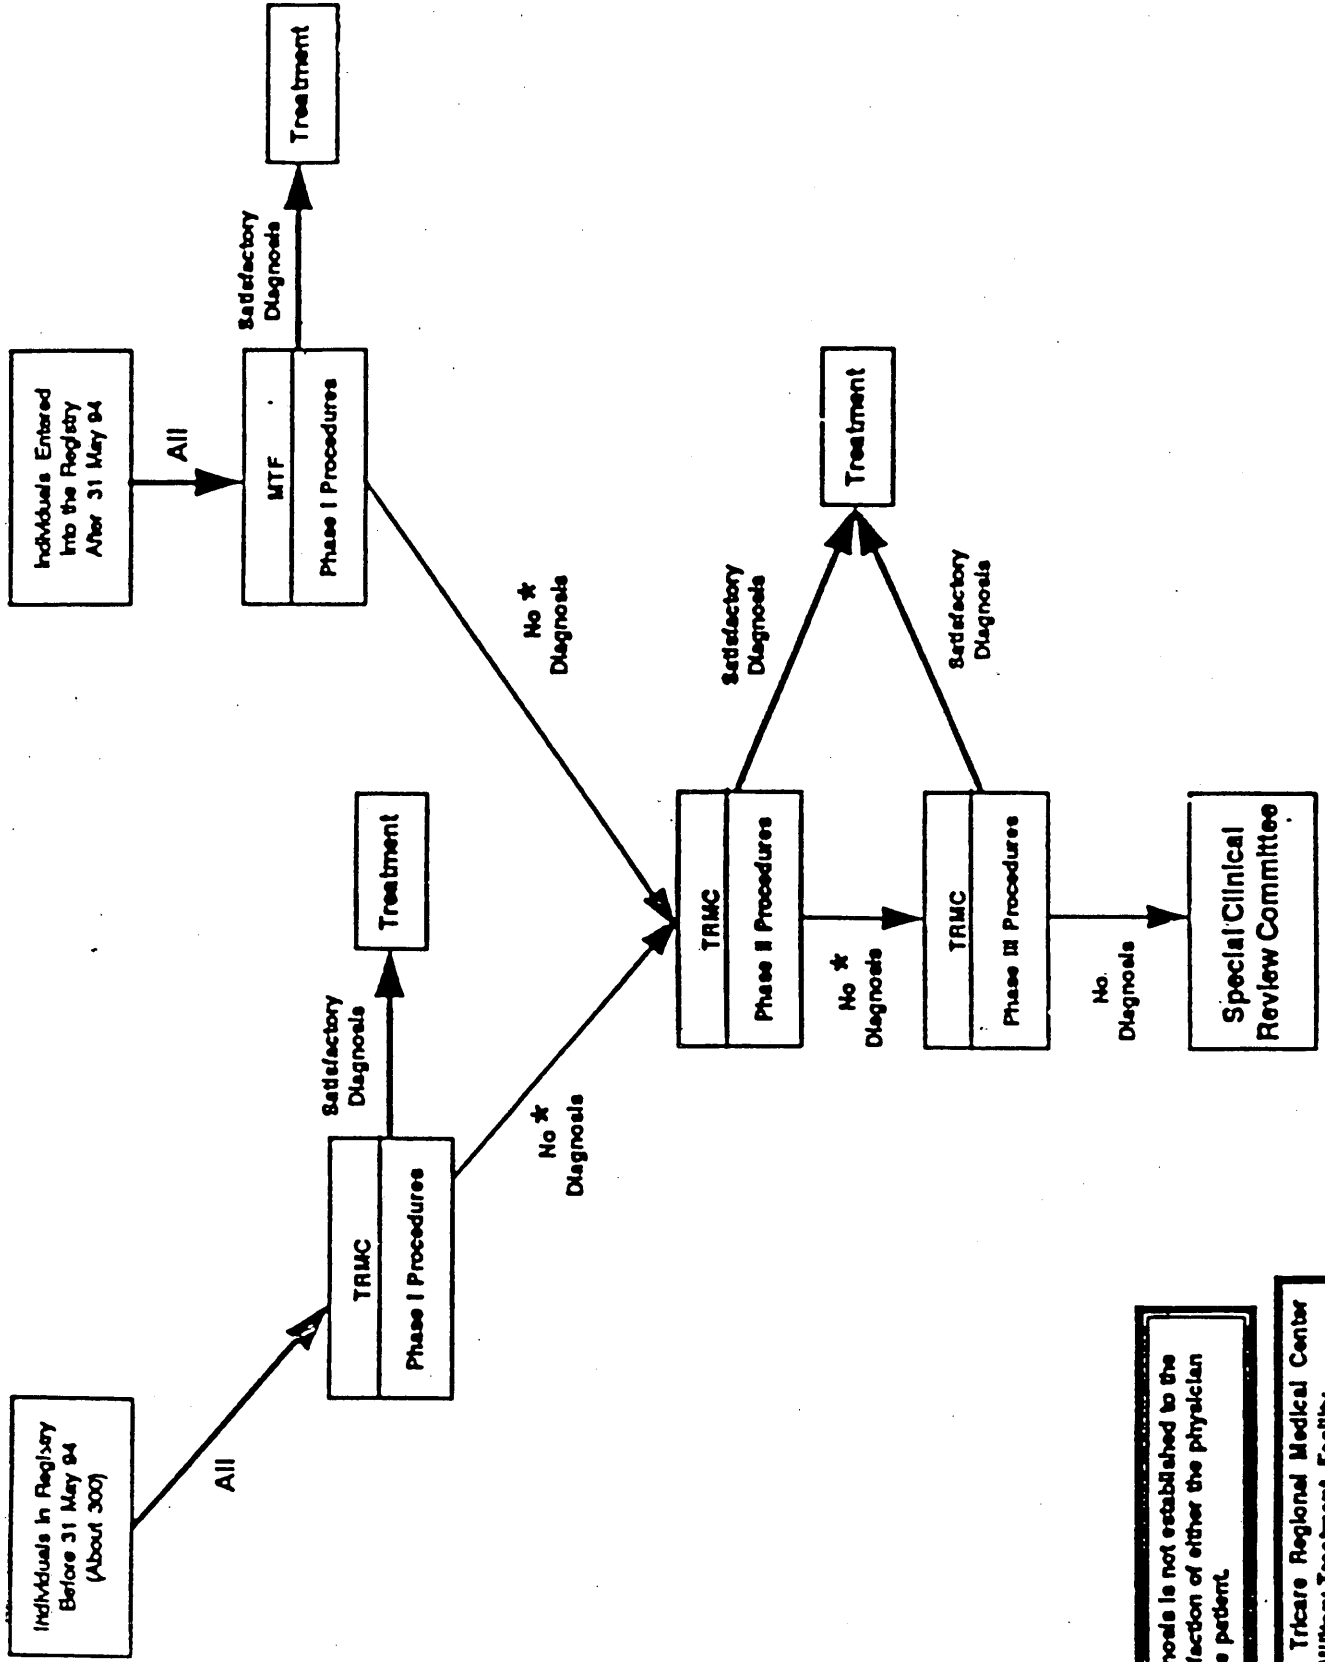 Individuals In Registry
Before 31 May 94
(About 300)
All
TRMC
Phase I Procedures
Satisfactory
Diagnosis
Treatment
No *
Diagnosis
Individuals Entered
Into the Registry
After 31 May 94
All
MTF
Phase I Procedures
Satisfactory
Diagnosis
Treatment
No *
Diagnosis
TRMC
Phase II Procedures
Satisfactory
Diagnosis
Treatment
No *
Diagnosis
TRMC
Phase III Procedures
Satisfactory
Diagnosis
No
Diagnosis
Special Clinical
Review Committee
is not established to the
of either the physician
patient.
Tricare Regional Medical Center
Treatment Facility